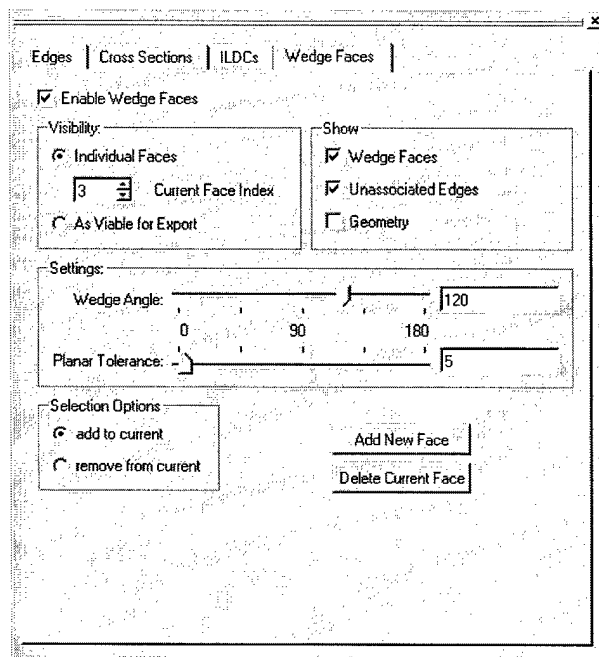 Edges Cross Sections ILDCs Wedge Faces
Enable Wedge Faces
Visibility:
Individual Faces
3 Current Face Index
As Viable for Export
Show
Wedge Faces
Unassociated Edges
Geometry
Settings:
Wedge Angle: 120
0 90 180
Planar Tolerance: 5
Selection Options
add to current
remove from current
Add New Face
Delete Current Face